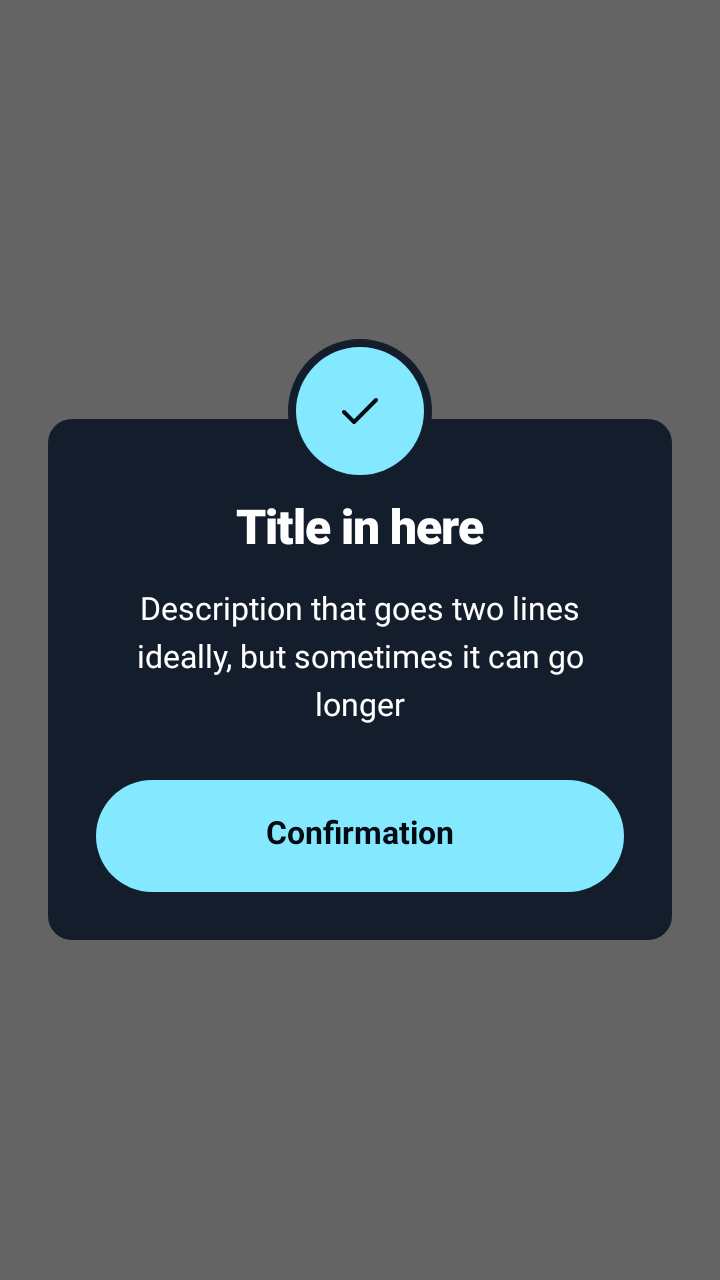 Title in here
Description that goes two lines
ideally, but sometimes it can go
longer
Confirmation